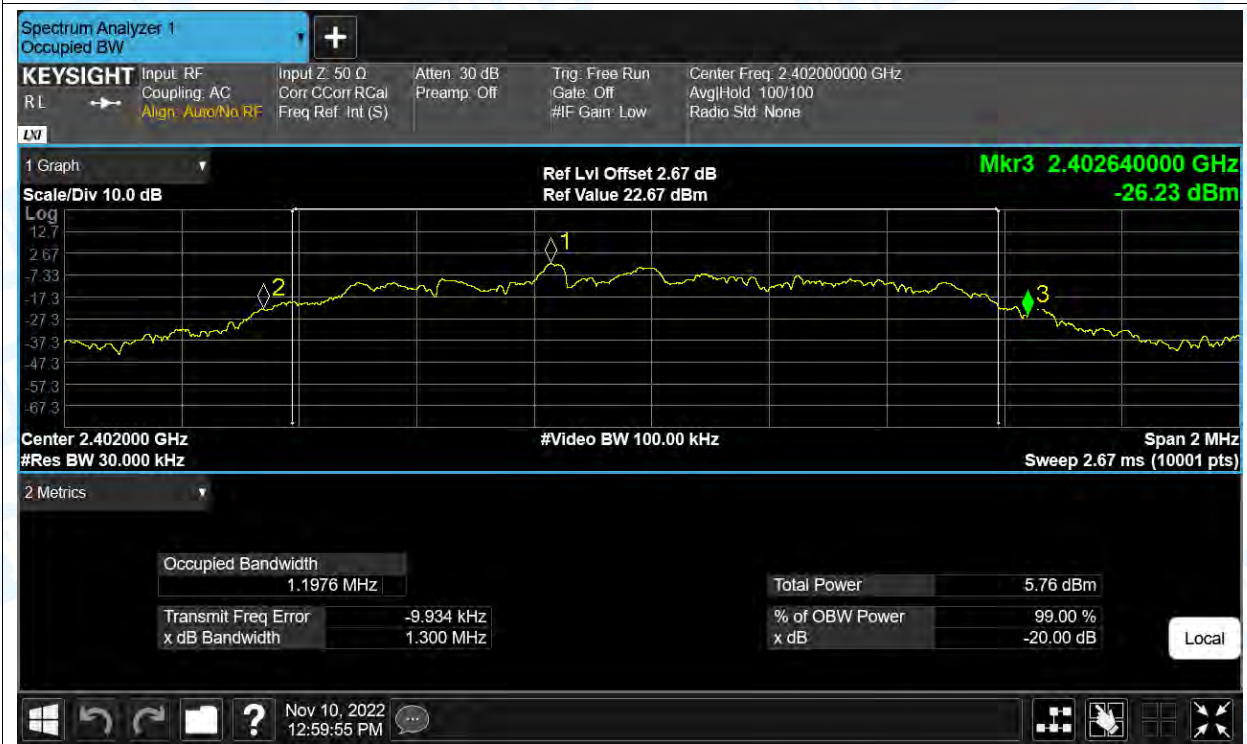 Spectrum Analyzer 1
Occupied BW
+
KEYSIGHT
RL
LXI
Input: RF
Coupling: AC
Align: Auto/No RF
Input Z: 50 Ω
Corr CCorr RCal
Freq Ref: Int (S)
Atten: 30 dB
Preamp: Off
Trig: Free Run
Gate: Off
#IF Gain: Low
Center Freq: 2.402000000 GHz
Avg|Hold: 100/100
Radio Std: None
1 Graph
Scale/Div 10.0 dB
Ref Lvl Offset 2.67 dB
Ref Value 22.67 dBm
Mkr3 2.402640000 GHz
-26.23 dBm
Log
12.7
2.67
-7.33
-17.3
-27.3
-37.3
-47.3
-57.3
-67.3
1
2
3
Center 2.402000 GHz
#Video BW 100.00 kHz
Span 2 MHz
#Res BW 30.000 kHz
Sweep 2.67 ms (10001 pts)
2 Metrics
Occupied Bandwidth
1.1976 MHz
Total Power 5.76 dBm
Transmit Freq Error -9.934 kHz
% of OBW Power 99.00 %
x dB Bandwidth 1.300 MHz
x dB -20.00 dB
Local
?
Nov 10, 2022
12:59:55 PM